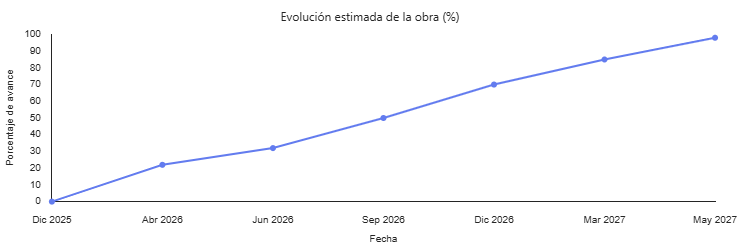 Evolución estimada de la obra (%)
100
90
80
70
60
50
40
30
20
10
0
Porcentaje de avance
Dic 2025 Abr 2026 Jun 2026 Sep 2026 Dic 2026 Mar 2027 May 2027
Fecha